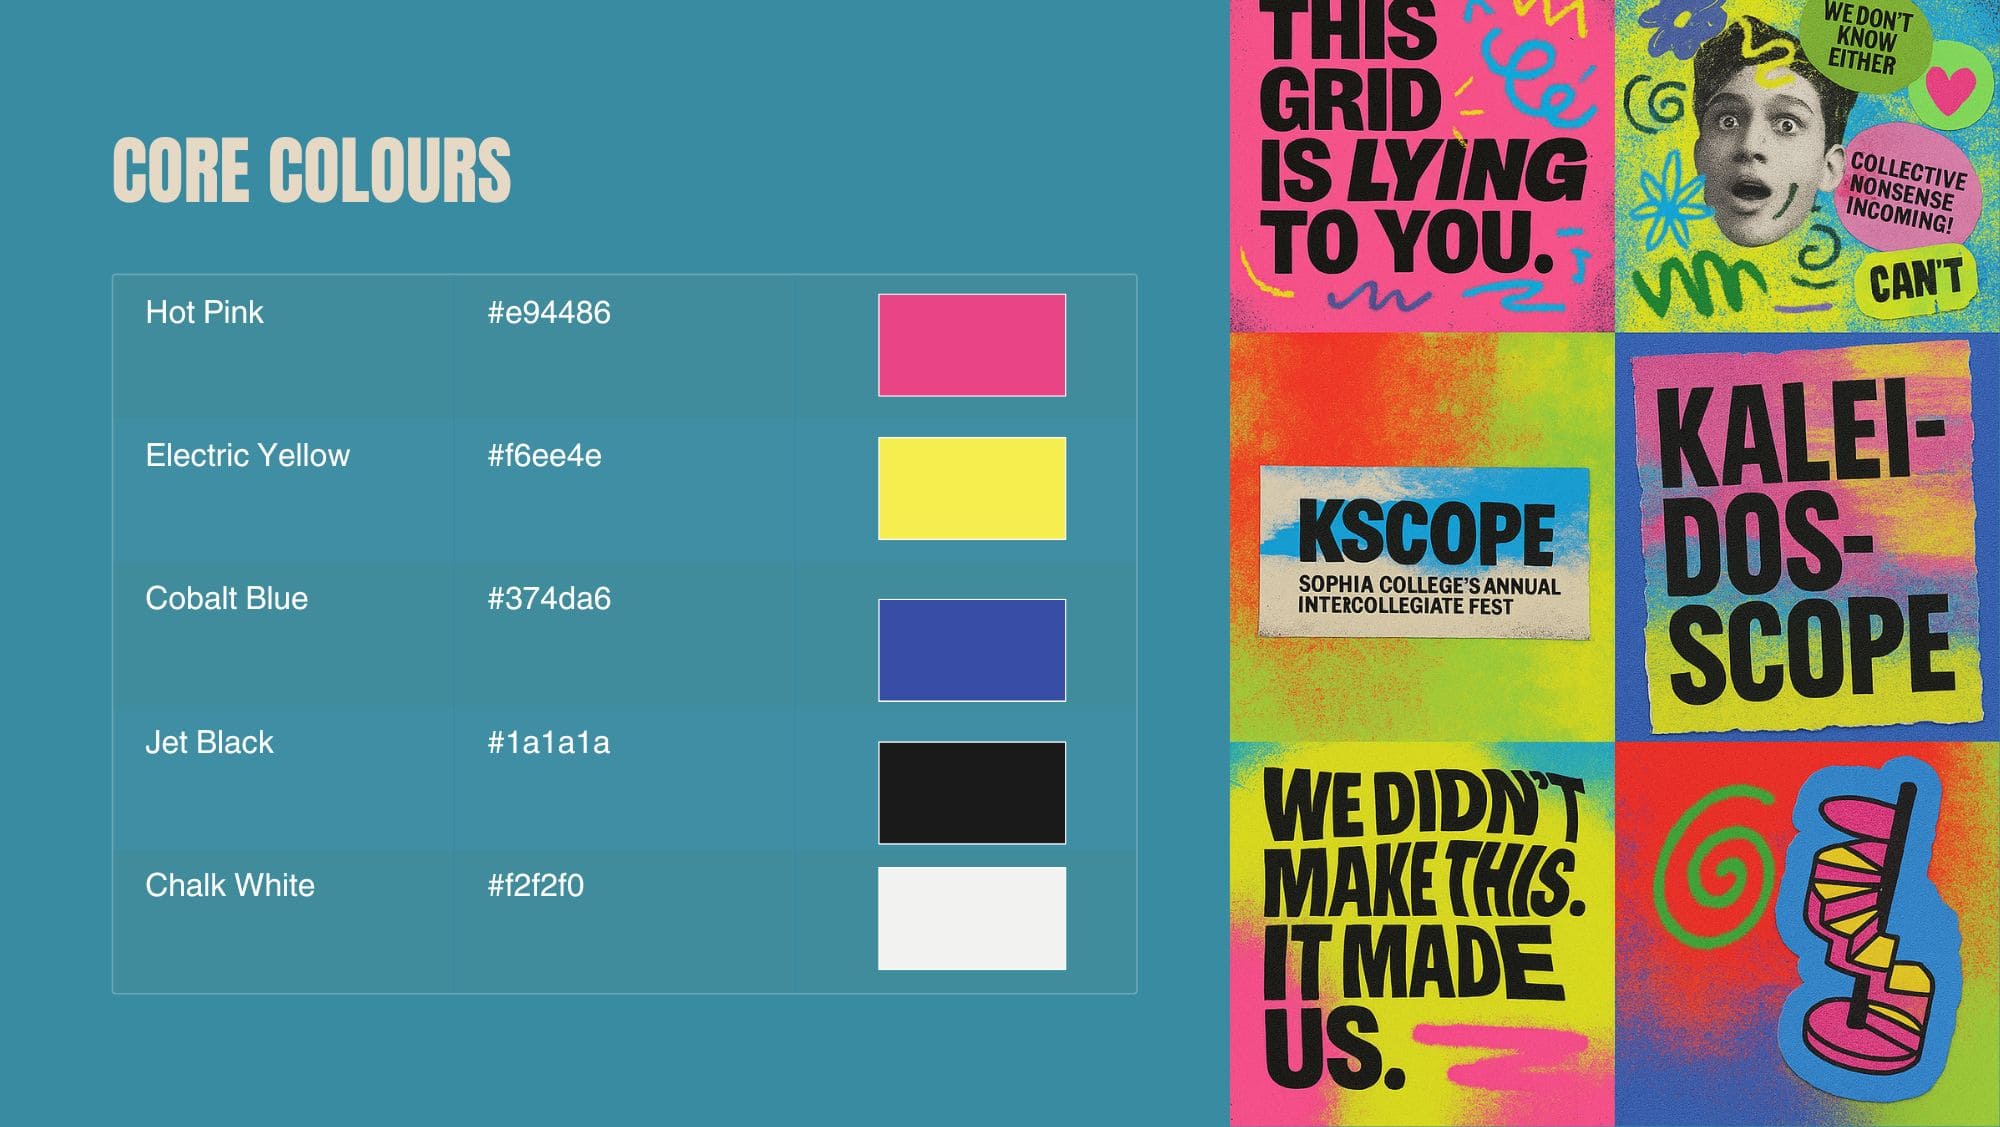 CORE COLOURS
Hot Pink #e94486
Electric Yellow #f6ee4e
Cobalt Blue #374da6
Jet Black #1a1a1a
Chalk White #f2f2f0
THIS
GRID
IS LYING
TO YOU.
WE DON'T
KNOW
EITHER
COLLECTIVE
NONSENSE
INCOMING!
CAN'T
KSCOPE
SOPHIA COLLEGE'S ANNUAL
INTERCOLLEGIATE FEST
KALEI-
DOS-
SCOPE
WE DIDN'T
MAKE THIS.
IT MADE
US.